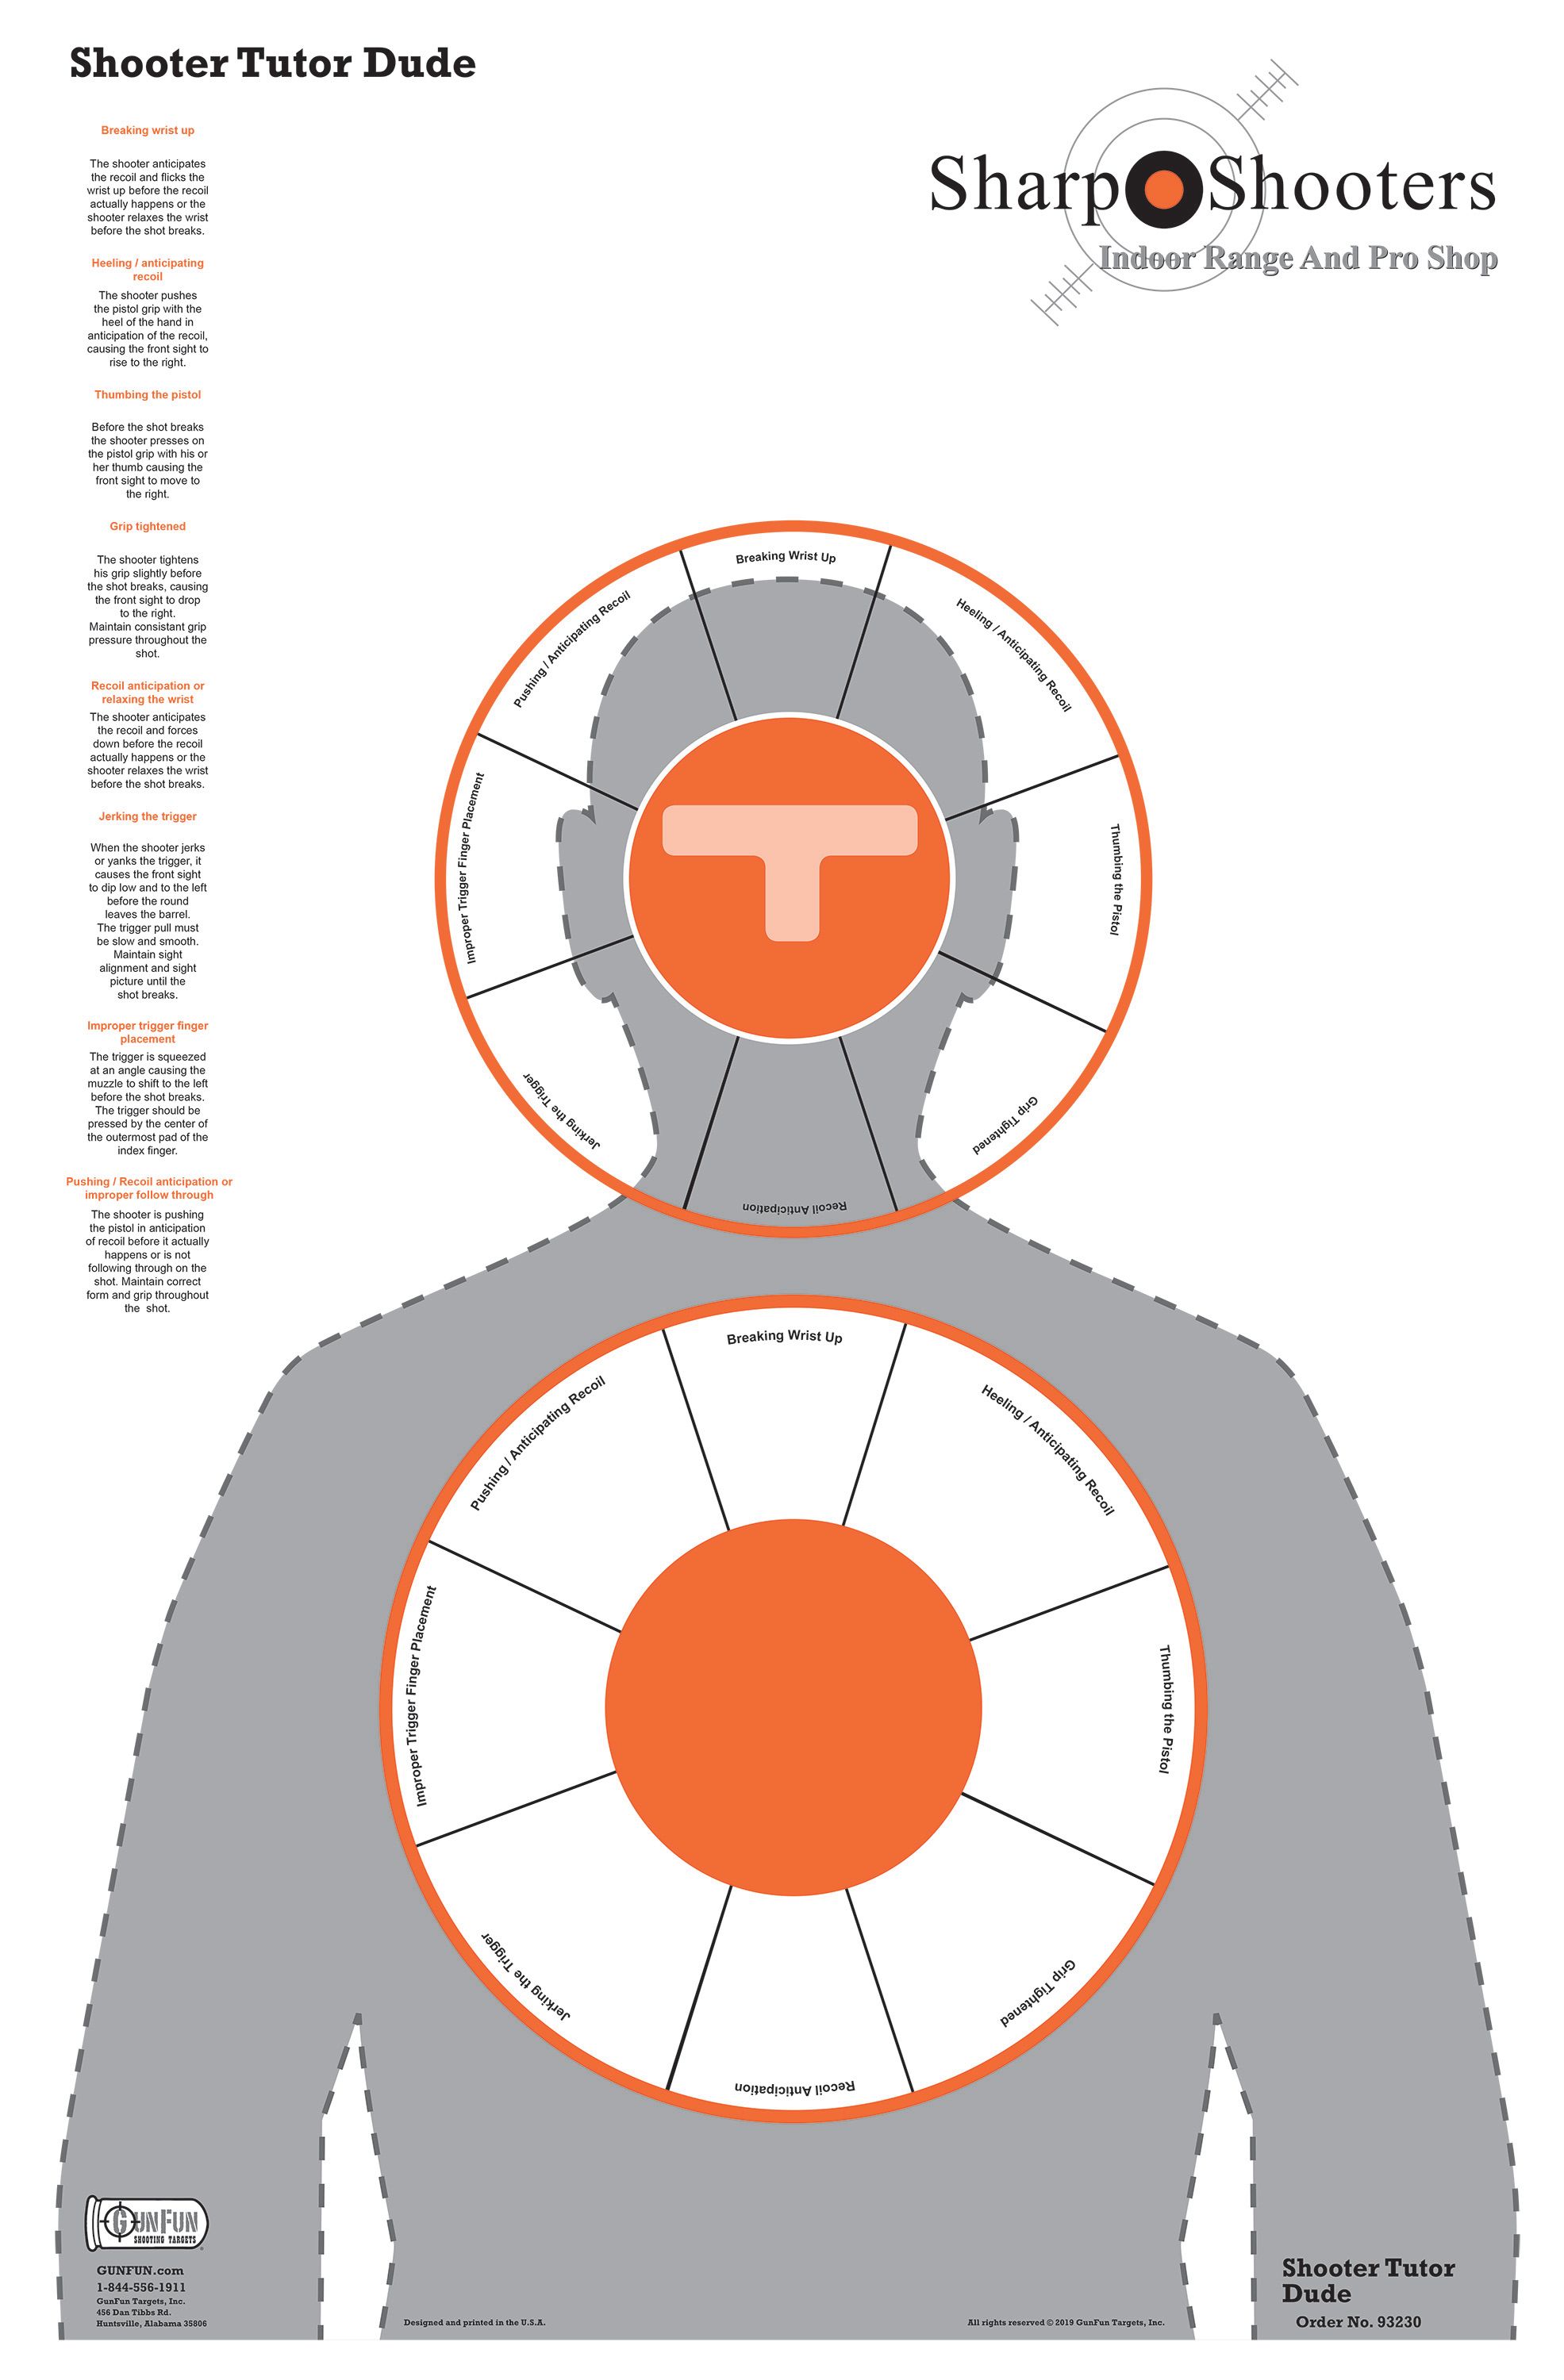 Shooter Tutor Dude
Sharp Shooters
Indoor Range And Pro Shop
Breaking wrist up
The shooter anticipates
the recoil and flicks the
wrist up before the recoil
actually happens or the
shooter relaxes the wrist
before the shot breaks.
Heeling / anticipating
recoil
The shooter pushes
the pistol grip with the
heel of the hand in
anticipation of the recoil,
causing the front sight to
rise to the right.
Thumbing the pistol
Before the shot breaks
the shooter presses on
the pistol grip with his or
her thumb causing the
front sight to move to
the right.
Grip tightened
The shooter tightens
his grip slightly before
the shot breaks, causing
the front sight to drop
to the right.
Maintain consistant grip
pressure throughout the
shot.
Recoil anticipation or
relaxing the wrist
The shooter anticipates
the recoil and forces
down before the recoil
actually happens or the
shooter relaxes the wrist
before the shot breaks.
Jerking the trigger
When the shooter jerks
or yanks the trigger, it
causes the front sight
to dip low and to the left
before the round
leaves the barrel.
The trigger pull must
be slow and smooth.
Maintain sight
alignment and sight
picture until the
shot breaks.
Improper trigger finger
placement
The trigger is squeezed
at an angle causing the
muzzle to shift to the left
before the shot breaks.
The trigger should be
pressed by the center of
the outermost pad of the
index finger.
Pushing / Recoil anticipation or
improper follow through
The shooter is pushing
the pistol in anticipation
of recoil before it actually
happens or is not
following through on the
shot. Maintain correct
form and grip throughout
the shot.
Breaking Wrist Up
Heeling / Anticipating Recoil
Thumbing the Pistol
Grip Tightened
Recoil Anticipation
Jerking the Trigger
Improper Trigger Finger Placement
Pushing / Anticipating Recoil
Breaking Wrist Up
Heeling / Anticipating Recoil
Thumbing the Pistol
Grip Tightened
Recoil Anticipation
Jerking the Trigger
Improper Trigger Finger Placement
Pushing / Anticipating Recoil
GUNFUN
SHOOTING TARGETS
GUNFUN.com
1-844-556-1911
GunFun Targets, Inc.
456 Dan Tibbs Rd.
Huntsville, Alabama 35806
Designed and printed in the U.S.A.
All rights reserved © 2019 GunFun Targets, Inc.
Shooter Tutor
Dude
Order No. 93230